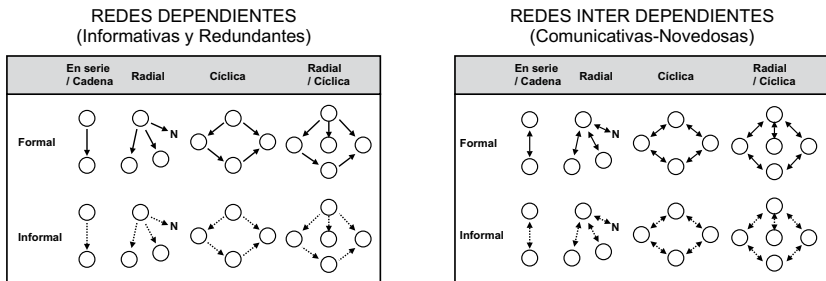 REDES DEPENDIENTES
(Informativas y Redundantes)
En serie
/ Cadena
Radial
Cíclica
Radial
/ Cíclica
Formal
N
Informal
N
REDES INTER DEPENDIENTES
(Comunicativas-Novedosas)
En serie
/ Cadena
Radial
Cíclica
Radial
/ Cíclica
Formal
N
Informal
N